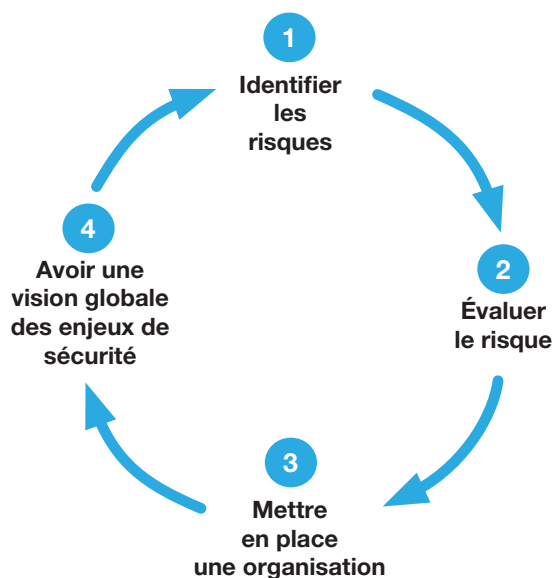 1
Identifier
les
risques
2
Évaluer
le risque
3
Mettre
en place
une organisation
4
Avoir une
vision globale
des enjeux de
sécurité